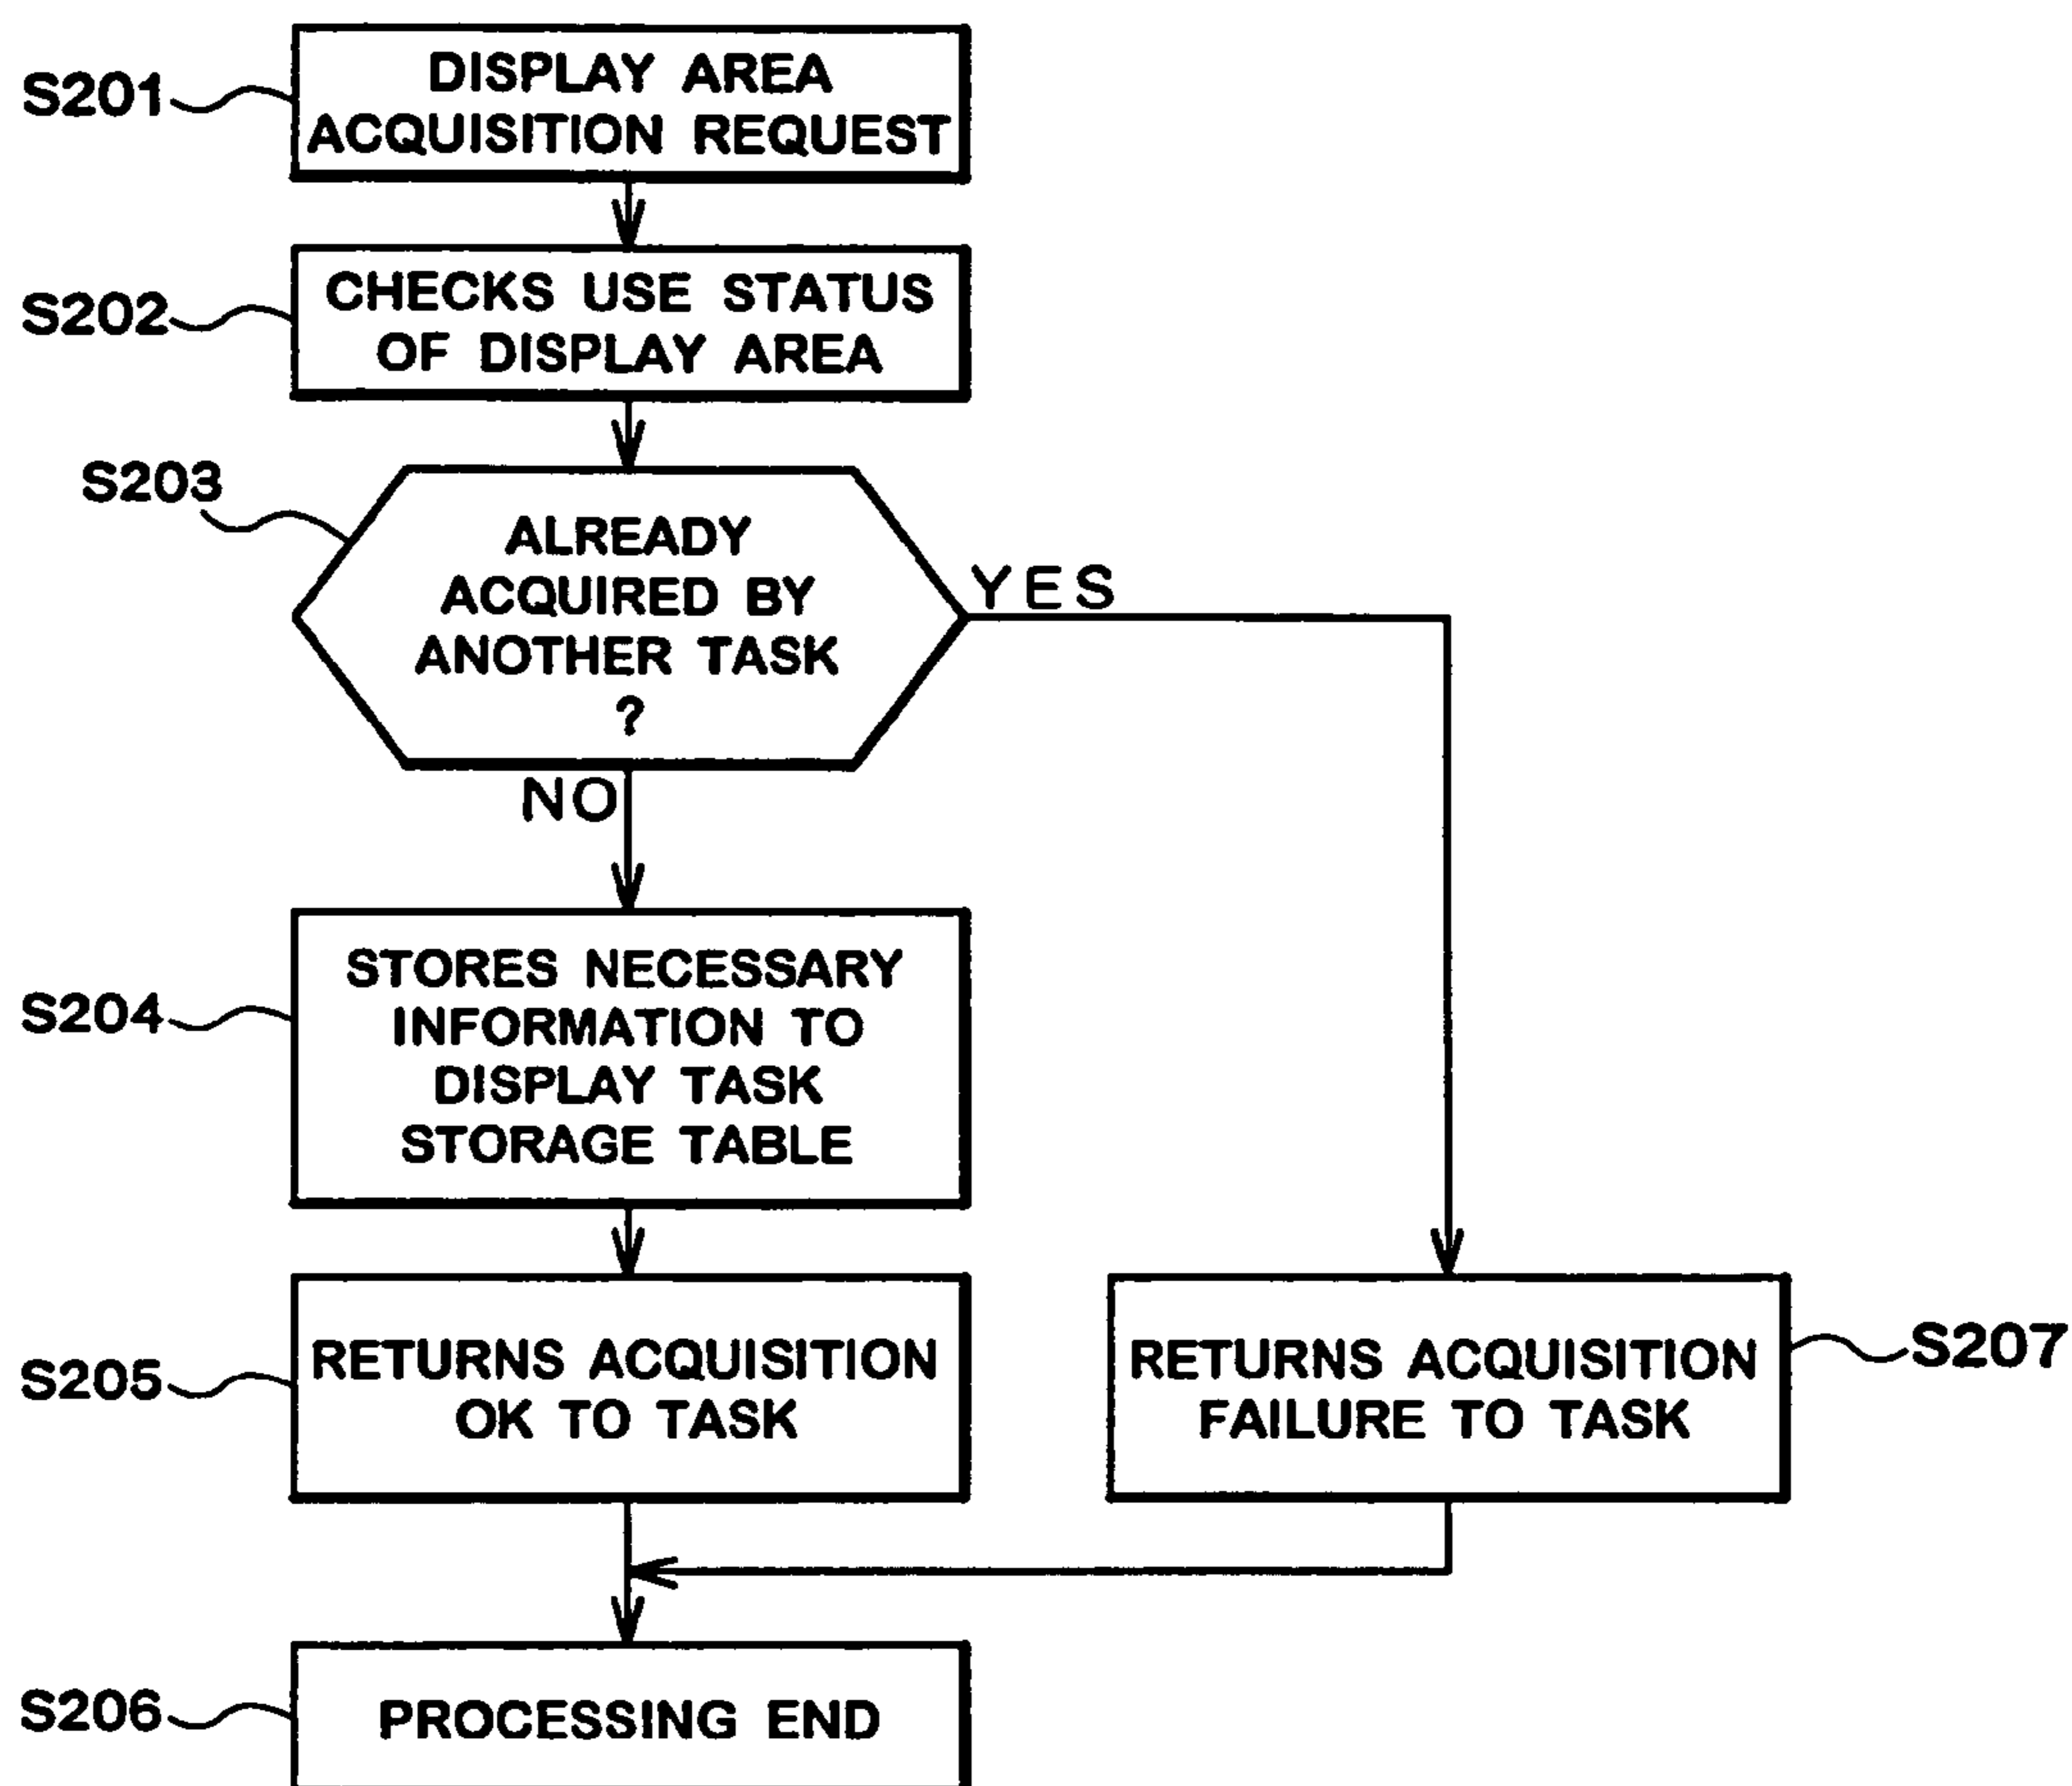 S201
DISPLAY AREA
ACQUISITION REQUEST
S202
CHECKS USE STATUS
OF DISPLAY AREA
S203
ALREADY
ACQUIRED BY
ANOTHER TASK
?
YES
NO
S204
STORES NECESSARY
INFORMATION TO
DISPLAY TASK
STORAGE TABLE
S205
RETURNS ACQUISITION
OK TO TASK
RETURNS ACQUISITION
FAILURE TO TASK
S207
S206
PROCESSING END